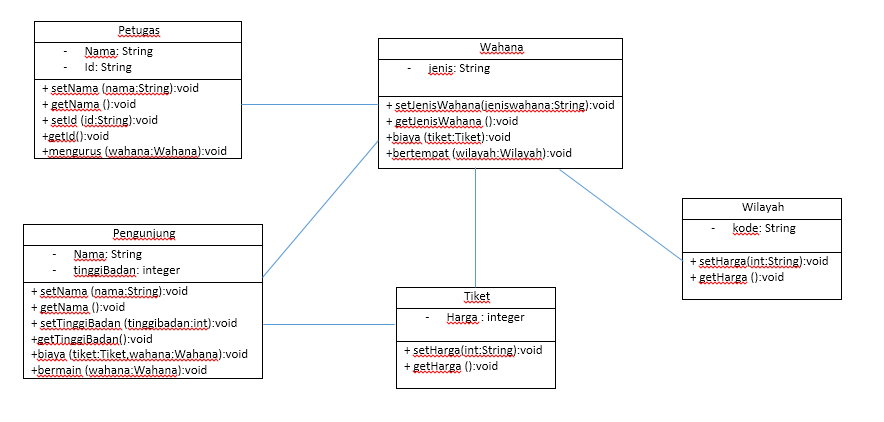 Petugas
- Nama: String
- Id: String
+ setNama (nama:String):void
+ getNama ():void
+ setId (id:String):void
+getId():void
+mengurus (wahana:Wahana):void
Wahana
- jenis: String
+ setJenisWahana(jeniswahana:String):void
+ getJenisWahana ():void
+biaya (tiket:Tiket):void
+bertempat (wilayah:Wilayah):void
Wilayah
- kode: String
+ setHarga(int:String):void
+ getHarga ():void
Pengunjung
- Nama: String
- tinggiBadan: integer
+ setNama (nama:String):void
+ getNama ():void
+ setTinggiBadan (tinggibadan:int):void
+getTinggiBadan():void
+biaya (tiket:Tiket,wahana:Wahana):void
+bermain (wahana:Wahana):void
Tiket
- Harga : integer
+ setHarga(int:String):void
+ getHarga ():void